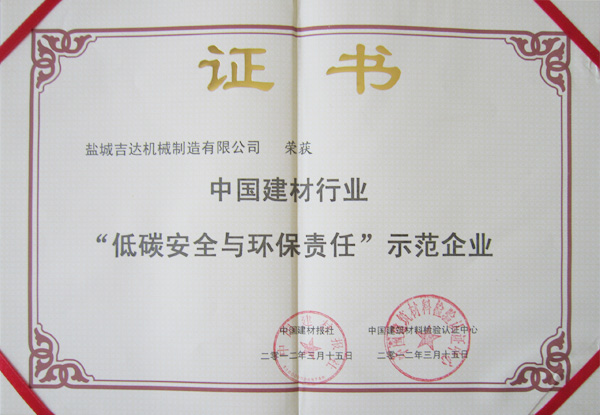 证书
盐城吉达机械制造有限公司 荣获
中国建材行业
“低碳安全与环保责任”示范企业
中国建材报社 中国建筑材料检验认证中心
二〇一二年三月十五日 二〇一二年三月十五日